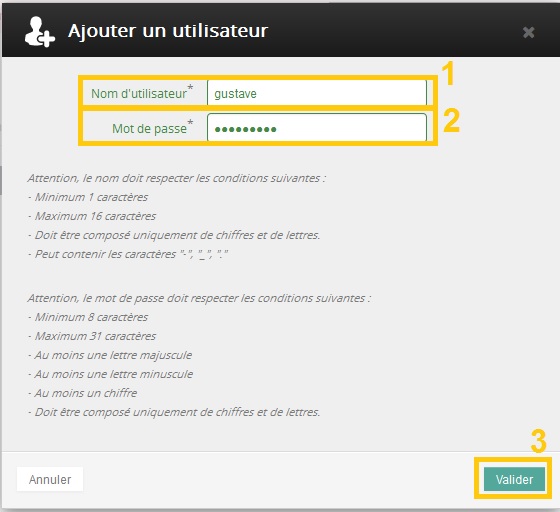 Ajouter un utilisateur
1
Nom d'utilisateur* gustave
2
Mot de passe* •••••••••
Attention, le nom doit respecter les conditions suivantes :
- Minimum 1 caractères
- Maximum 16 caractères
- Doit être composé uniquement de chiffres et de lettres.
- Peut contenir les caractères "-", "_", "."
Attention, le mot de passe doit respecter les conditions suivantes :
- Minimum 8 caractères
- Maximum 31 caractères
- Au moins une lettre majuscule
- Au moins une lettre minuscule
- Au moins un chiffre
- Doit être composé uniquement de chiffres et de lettres.
3
Annuler Valider